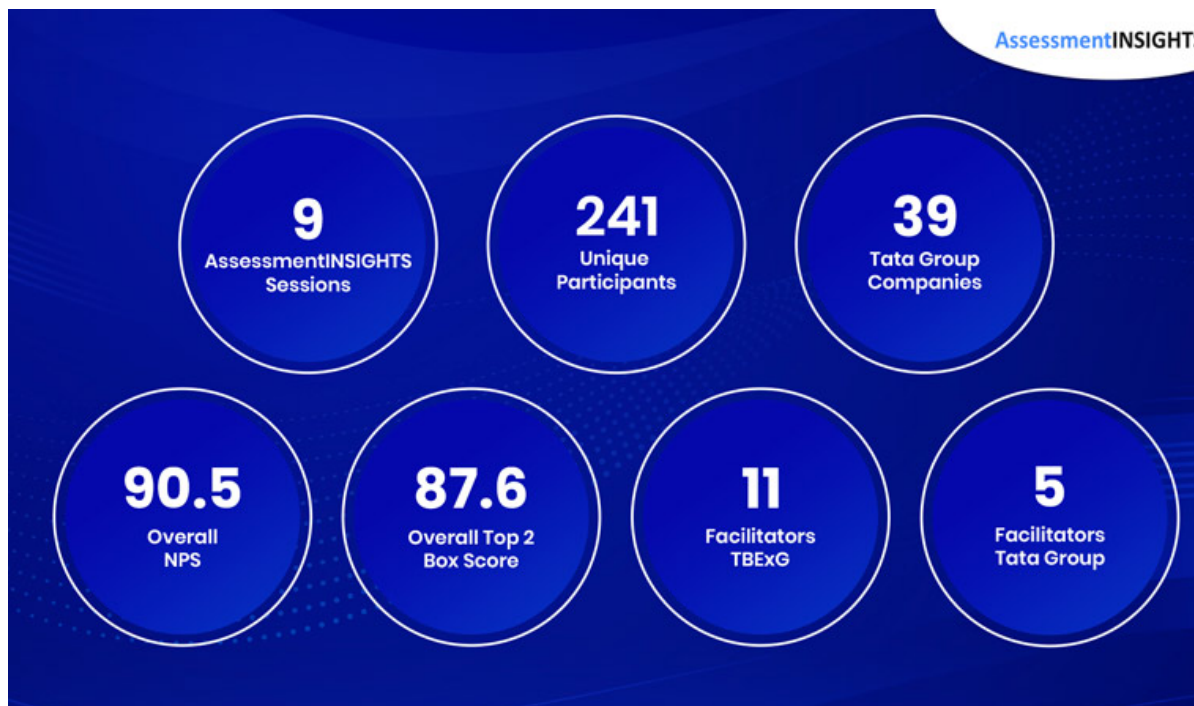 AssessmentINSIGHTS
9
AssessmentINSIGHTS
Sessions
241
Unique
Participants
39
Tata Group
Companies
90.5
Overall
NPS
87.6
Overall Top 2
Box Score
11
Facilitators
TBExG
5
Facilitators
Tata Group